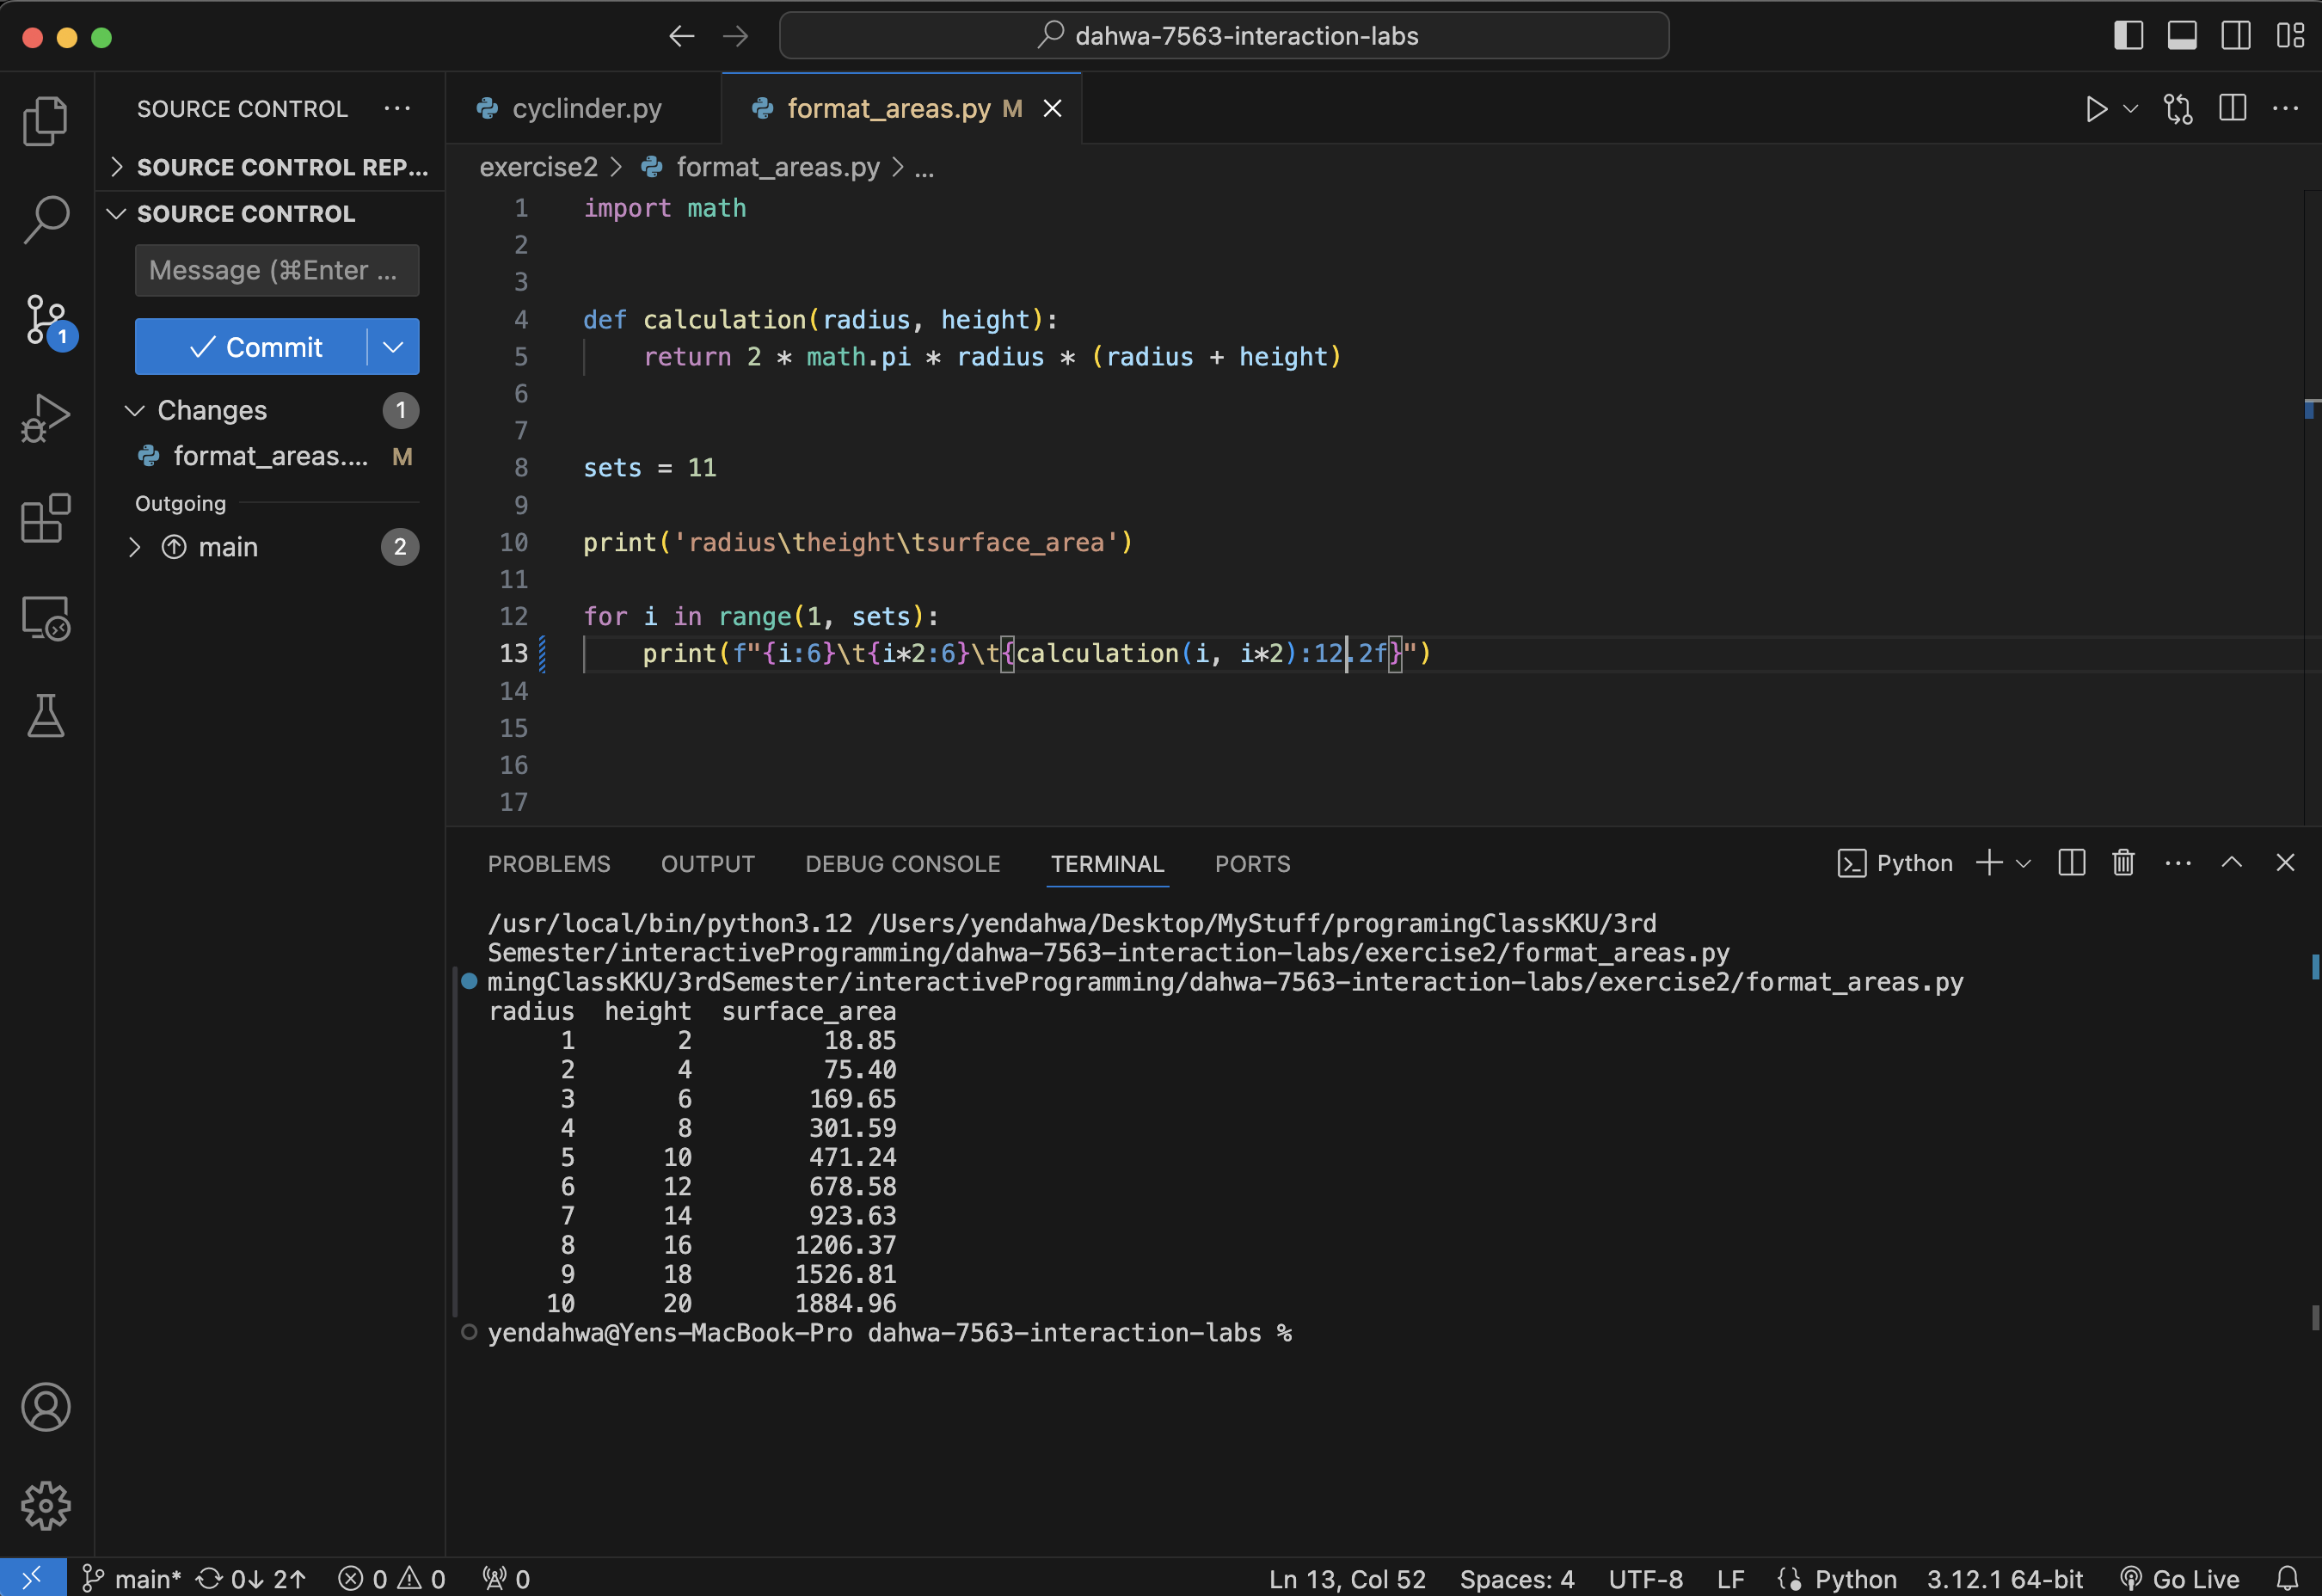 dahwa-7563-interaction-labs
SOURCE CONTROL ···
SOURCE CONTROL REP...
SOURCE CONTROL
Message (⌘Enter ...
Commit
Changes 1
format_areas.... M
Outgoing
main 2
1
cyclinder.py
format_areas.py M
exercise2 > format_areas.py > ...
1 import math
2
3
4 def calculation(radius, height):
5 return 2 * math.pi * radius * (radius + height)
6
7
8 sets = 11
9
10 print('radius\theight\tsurface_area')
11
12 for i in range(1, sets):
13 print(f"{i:6}\t{i*2:6}\t{calculation(i, i*2):12.2f}")
14
15
16
17
PROBLEMS OUTPUT DEBUG CONSOLE TERMINAL PORTS Python
/usr/local/bin/python3.12 /Users/yendahwa/Desktop/MyStuff/programingClassKKU/3rd
Semester/interactiveProgramming/dahwa-7563-interaction-labs/exercise2/format_areas.py
mingClassKKU/3rdSemester/interactiveProgramming/dahwa-7563-interaction-labs/exercise2/format_areas.py
radius height surface_area
1 2 18.85
2 4 75.40
3 6 169.65
4 8 301.59
5 10 471.24
6 12 678.58
7 14 923.63
8 16 1206.37
9 18 1526.81
10 20 1884.96
yendahwa@Yens-MacBook-Pro dahwa-7563-interaction-labs %
main* 0↓ 2↑ 0 0 0 Ln 13, Col 52 Spaces: 4 UTF-8 LF Python 3.12.1 64-bit Go Live